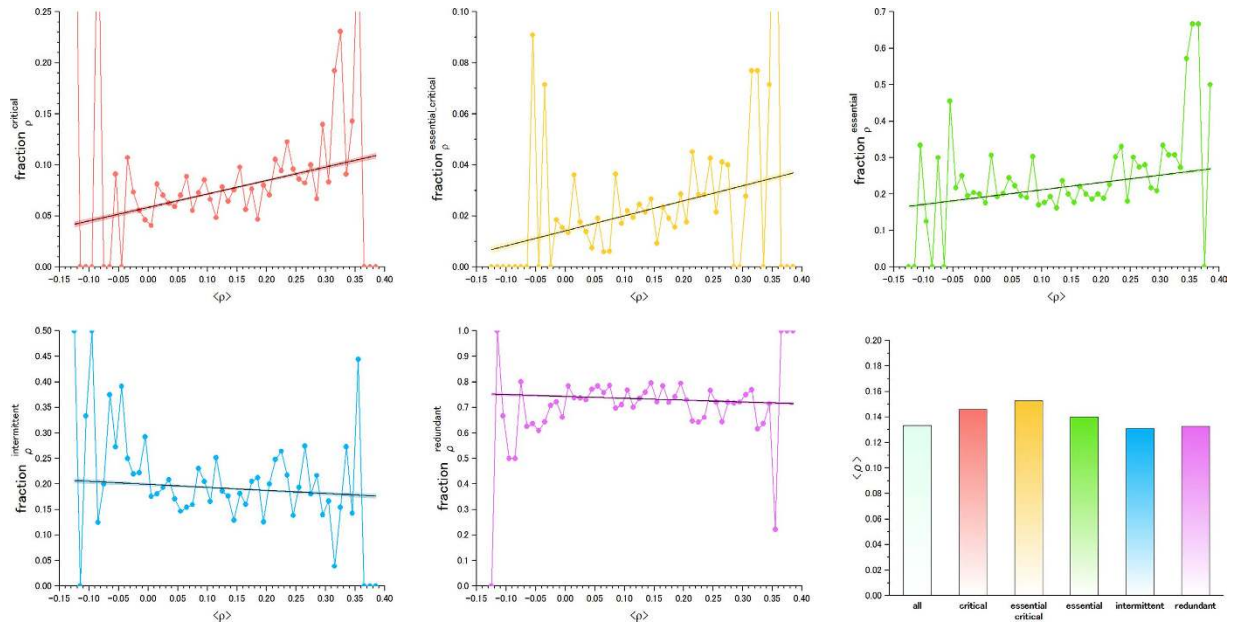 0.25
0.20
0.15
0.10
0.05
0.00
fraction ρ critical
-0.15 -0.10 -0.05 0.00 0.05 0.10 0.15 0.20 0.25 0.30 0.35 0.40
⟨ρ⟩
0.10
0.08
0.06
0.04
0.02
0.00
fraction ρ essential_critical
-0.15 -0.10 -0.05 0.00 0.05 0.10 0.15 0.20 0.25 0.30 0.35 0.40
⟨ρ⟩
0.7
0.6
0.5
0.4
0.3
0.2
0.1
0.0
fraction ρ essential
-0.15 -0.10 -0.05 0.00 0.05 0.10 0.15 0.20 0.25 0.30 0.35 0.40
⟨ρ⟩
0.50
0.45
0.40
0.35
0.30
0.25
0.20
0.15
0.10
0.05
0.00
fraction ρ intermittent
-0.15 -0.10 -0.05 0.00 0.05 0.10 0.15 0.20 0.25 0.30 0.35 0.40
⟨ρ⟩
1.0
0.9
0.8
0.7
0.6
0.5
0.4
0.3
0.2
0.1
0.0
fraction ρ redundant
-0.15 -0.10 -0.05 0.00 0.05 0.10 0.15 0.20 0.25 0.30 0.35 0.40
⟨ρ⟩
0.20
0.18
0.16
0.14
0.12
0.10
0.08
0.06
0.04
0.02
0.00
⟨ρ⟩
all critical essential essential intermittent redundant
critical